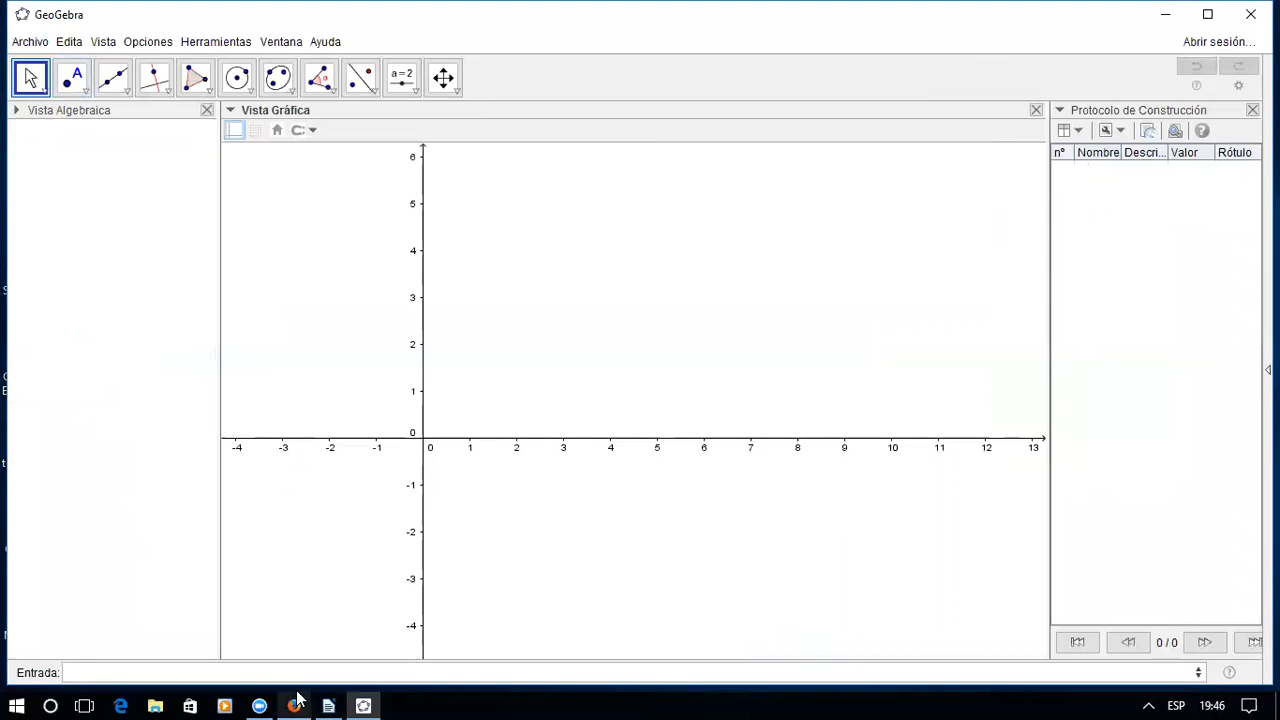 GeoGebra
Archivo Edita Vista Opciones Herramientas Ventana Ayuda Abrir sesión...
A α a=2
Vista Algebraica Vista Gráfica Protocolo de Construcción
nº Nombre Descri... Valor Rótulo
6
5
4
3
2
1
0
-4 -3 -2 -1 0 1 2 3 4 5 6 7 8 9 10 11 12 13
-1
-2
-3
-4
0 / 0
Entrada:
ESP 19:46